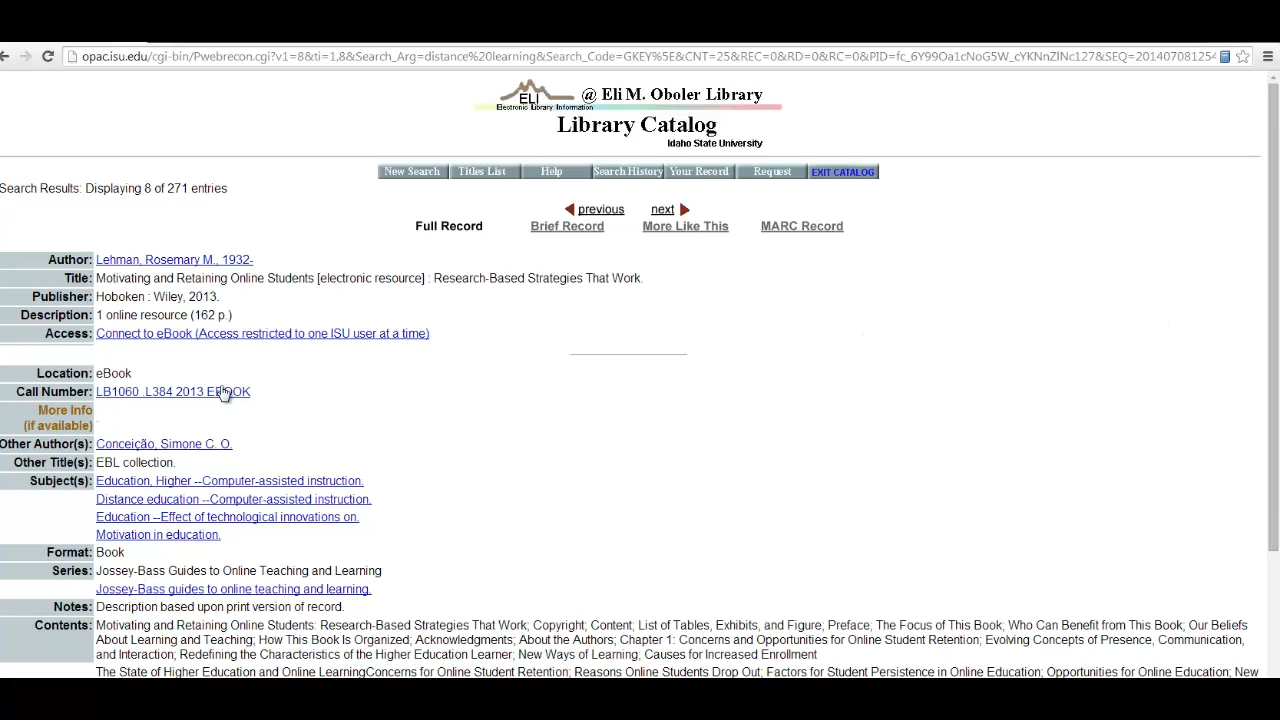 opac.isu.edu/cgi-bin/Pwebrecon.cgi?v1=8&ti=1,8&Search_Arg=distance%20learning&Search_Code=GKEY%5E&CNT=25&REC=0&RD=0&RC=0&PID=fc_6Y99Oa1cNoG5W_cYKNnZlNc127&SEQ=201407081254
ELI @ Eli M. Oboler Library
Electronic Library Information
Library Catalog
Idaho State University
New Search Titles List Help Search History Your Record Request EXIT CATALOG
Search Results: Displaying 8 of 271 entries
previous next
Full Record Brief Record More Like This MARC Record
Author: Lehman, Rosemary M., 1932-
Title: Motivating and Retaining Online Students [electronic resource] : Research-Based Strategies That Work.
Publisher: Hoboken : Wiley, 2013.
Description: 1 online resource (162 p.)
Access: Connect to eBook (Access restricted to one ISU user at a time)
Location: eBook
Call Number: LB1060 .L384 2013 EBOOK
More Info
(if available)
Other Author(s): Conceição, Simone C. O.
Other Title(s): EBL collection.
Subject(s): Education, Higher --Computer-assisted instruction.
Distance education --Computer-assisted instruction.
Education --Effect of technological innovations on.
Motivation in education.
Format: Book
Series: Jossey-Bass Guides to Online Teaching and Learning
Jossey-Bass guides to online teaching and learning.
Notes: Description based upon print version of record.
Contents: Motivating and Retaining Online Students: Research-Based Strategies That Work; Copyright; Content; List of Tables, Exhibits, and Figure; Preface; The Focus of This Book; Who Can Benefit from This Book; Our Beliefs
About Learning and Teaching; How This Book Is Organized; Acknowledgments; About the Authors; Chapter 1: Concerns and Opportunities for Online Student Retention; Evolving Concepts of Presence, Communication,
and Interaction; Redefining the Characteristics of the Higher Education Learner; New Ways of Learning; Causes for Increased Enrollment
The State of Higher Education and Online LearningConcerns for Online Student Retention; Reasons Online Students Drop Out; Factors for Student Persistence in Online Education; Opportunities for Online Education; New